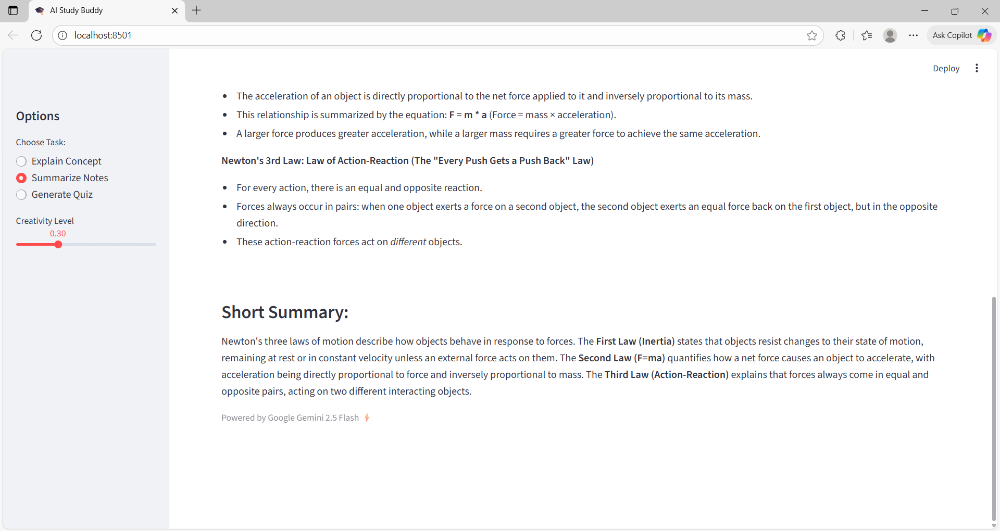 AI Study Buddy
localhost:8501
Ask Copilot
Deploy
Options
Choose Task:
Explain Concept
Summarize Notes
Generate Quiz
Creativity Level
0.30
The acceleration of an object is directly proportional to the net force applied to it and inversely proportional to its mass.
This relationship is summarized by the equation: F = m * a (Force = mass × acceleration).
A larger force produces greater acceleration, while a larger mass requires a greater force to achieve the same acceleration.
Newton's 3rd Law: Law of Action-Reaction (The "Every Push Gets a Push Back" Law)
For every action, there is an equal and opposite reaction.
Forces always occur in pairs: when one object exerts a force on a second object, the second object exerts an equal force back on the first object, but in the opposite
direction.
These action-reaction forces act on different objects.
Short Summary:
Newton's three laws of motion describe how objects behave in response to forces. The First Law (Inertia) states that objects resist changes to their state of motion,
remaining at rest or in constant velocity unless an external force acts on them. The Second Law (F=ma) quantifies how a net force causes an object to accelerate, with
acceleration being directly proportional to force and inversely proportional to mass. The Third Law (Action-Reaction) explains that forces always come in equal and
opposite pairs, acting on two different interacting objects.
Powered by Google Gemini 2.5 Flash ⚡